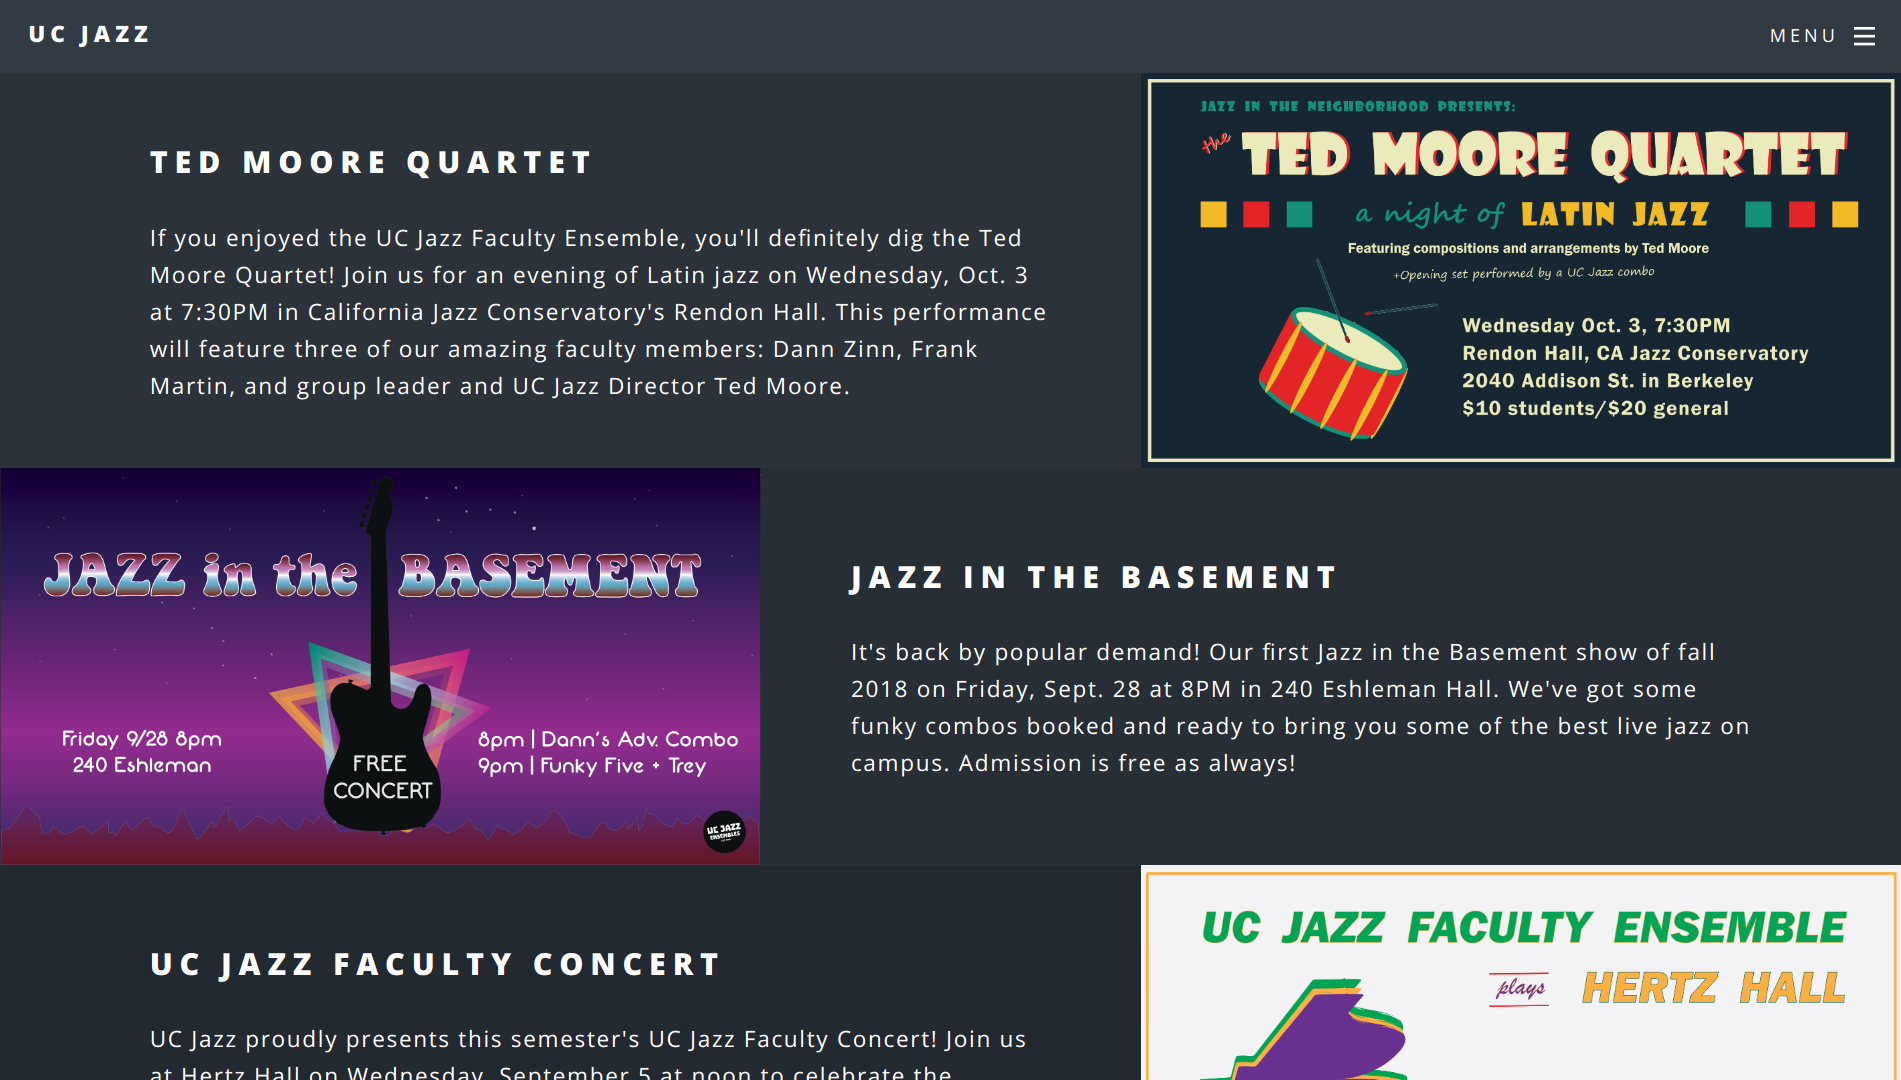 UC JAZZ
MENU
TED MOORE QUARTET
If you enjoyed the UC Jazz Faculty Ensemble, you'll definitely dig the Ted
Moore Quartet! Join us for an evening of Latin jazz on Wednesday, Oct. 3
at 7:30PM in California Jazz Conservatory's Rendon Hall. This performance
will feature three of our amazing faculty members: Dann Zinn, Frank
Martin, and group leader and UC Jazz Director Ted Moore.
JAZZ IN THE NEIGHBORHOOD PRESENTS:
the TED MOORE QUARTET
a night of LATIN JAZZ
Featuring compositions and arrangements by Ted Moore
+Opening set performed by a UC Jazz combo
Wednesday Oct. 3, 7:30PM
Rendon Hall, CA Jazz Conservatory
2040 Addison St. in Berkeley
$10 students/$20 general
JAZZ in the BASEMENT
Friday 9/28 8pm
240 Eshleman
FREE
CONCERT
8pm | Dann's Adv. Combo
9pm | Funky Five + Trey
UC JAZZ
ENSEMBLES
JAZZ IN THE BASEMENT
It's back by popular demand! Our first Jazz in the Basement show of fall
2018 on Friday, Sept. 28 at 8PM in 240 Eshleman Hall. We've got some
funky combos booked and ready to bring you some of the best live jazz on
campus. Admission is free as always!
UC JAZZ FACULTY CONCERT
UC Jazz proudly presents this semester's UC Jazz Faculty Concert! Join us
at Hertz Hall on Wednesday, September 5 at noon to celebrate the
UC JAZZ FACULTY ENSEMBLE
plays HERTZ HALL